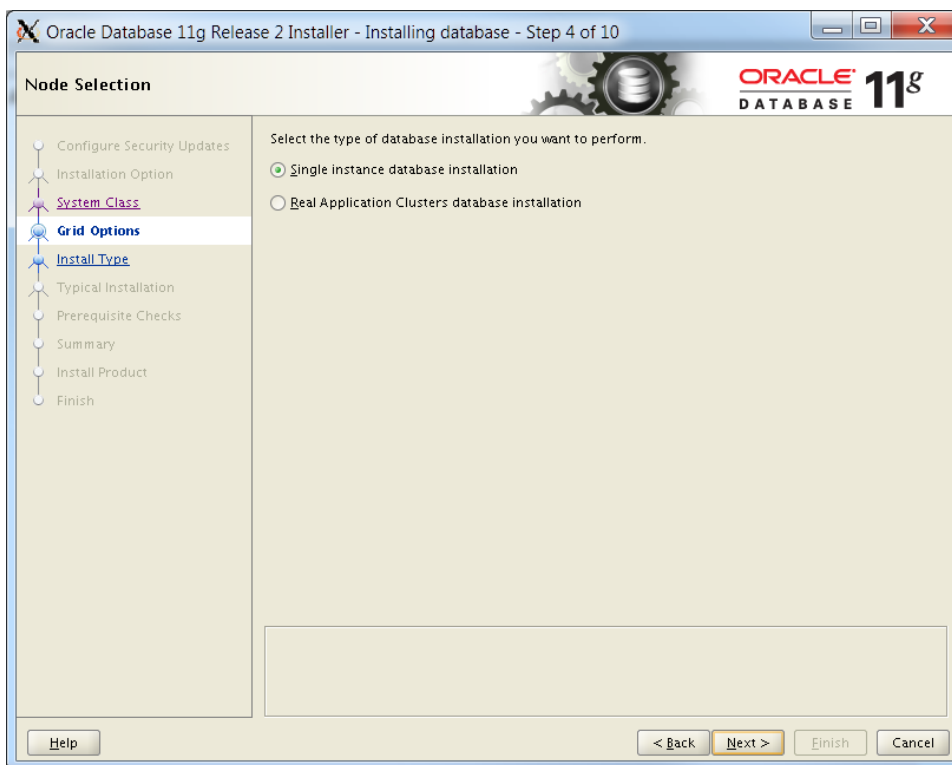 Oracle Database 11g Release 2 Installer - Installing database - Step 4 of 10
Node Selection
ORACLE
DATABASE
11g
Configure Security Updates
Installation Option
System Class
Grid Options
Install Type
Typical Installation
Prerequisite Checks
Summary
Install Product
Finish
Select the type of database installation you want to perform.
Single instance database installation
Real Application Clusters database installation
Help
< Back
Next >
Finish
Cancel